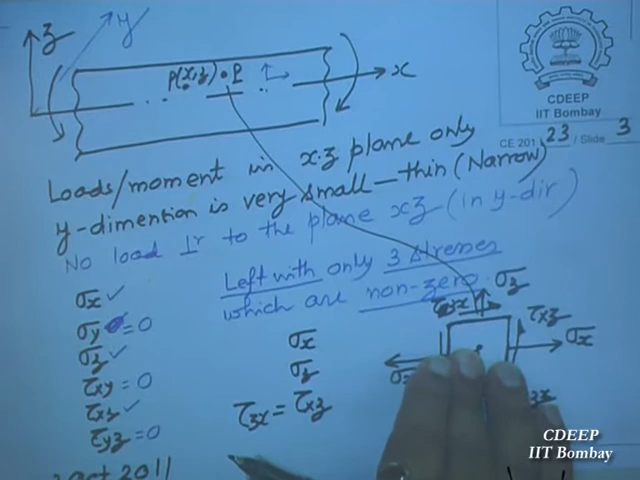 z y
P(x,z) P x
CDEEP
IIT Bombay
CE 201 23 / Slide 3
Loads/moment in x.z plane only
y-dimention is very small - thin (Narrow)
No load ⊥r to the plane xz (in y-dir)
Left with only 3 stresses
which are non-zero.
σx ✓
σy = 0
σz ✓
τxy = 0
τxz ✓
τyz = 0
σx
σz
τzx = τxz
τzx σz
τxz
σx
Oct 2011
CDEEP
IIT Bombay